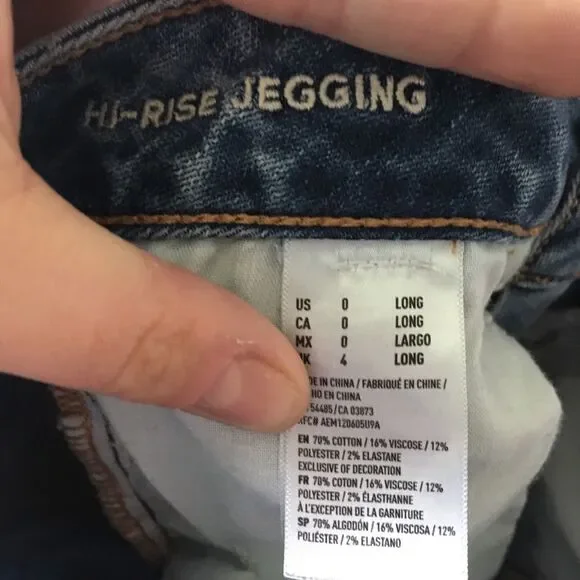 HI-RISE JEGGING
US 0 LONG
CA 0 LONG
MX 0 LARGO
4 LONG
IN CHINA / FABRIQUÉ EN CHINE /
EN CHINA
54485/CA 03873
RFC# AEM120605U9A
EN 70% COTTON / 16% VISCOSE / 12%
POLYESTER / 2% ELASTANE
EXCLUSIVE OF DECORATION
FR 70% COTON / 16% VISCOSE / 12%
POLYESTER / 2% ÉLASTHANNE
À L'EXCEPTION DE LA GARNITURE
SP 70% ALGODÓN / 16% VISCOSA / 12%
POLIÉSTER / 2% ELASTANO